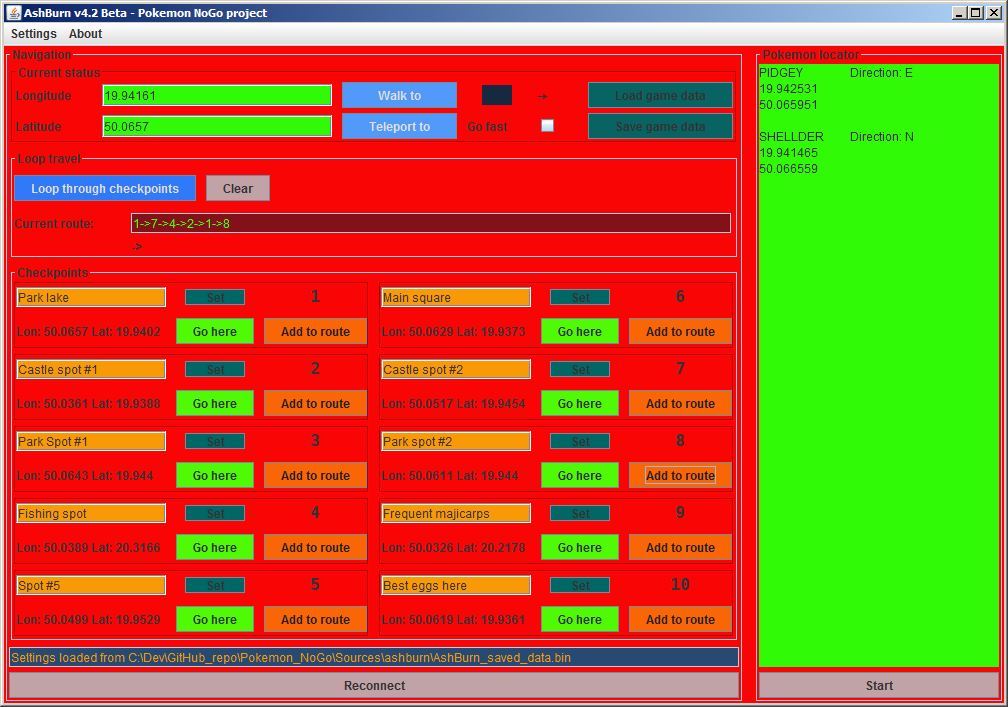 AshBurn v4.2 Beta - Pokemon NoGo project
Settings About
Navigation
Current status
Longitude 19.94161 Walk to -> Load game data
Latitude 50.0657 Teleport to Go fast Save game data
Loop travel
Loop through checkpoints Clear
Current route: 1->7->4->2->1->8
->
Checkpoints
Park lake Set 1
Lon: 50.0657 Lat: 19.9402 Go here Add to route
Main square Set 6
Lon: 50.0629 Lat: 19.9373 Go here Add to route
Castle spot #1 Set 2
Lon: 50.0361 Lat: 19.9388 Go here Add to route
Castle spot #2 Set 7
Lon: 50.0517 Lat: 19.9454 Go here Add to route
Park Spot #1 Set 3
Lon: 50.0643 Lat: 19.944 Go here Add to route
Park spot #2 Set 8
Lon: 50.0611 Lat: 19.944 Go here Add to route
Fishing spot Set 4
Lon: 50.0389 Lat: 20.3166 Go here Add to route
Frequent majicarps Set 9
Lon: 50.0326 Lat: 20.2178 Go here Add to route
Spot #5 Set 5
Lon: 50.0499 Lat: 19.9529 Go here Add to route
Best eggs here Set 10
Lon: 50.0619 Lat: 19.9361 Go here Add to route
Settings loaded from C:\Dev\GitHub_repo\Pokemon_NoGo\Sources\ashburn\AshBurn_saved_data.bin
Reconnect
Pokemon locator
PIDGEY Direction: E
19.942531
50.065951
SHELLDER Direction: N
19.941465
50.066559
Start